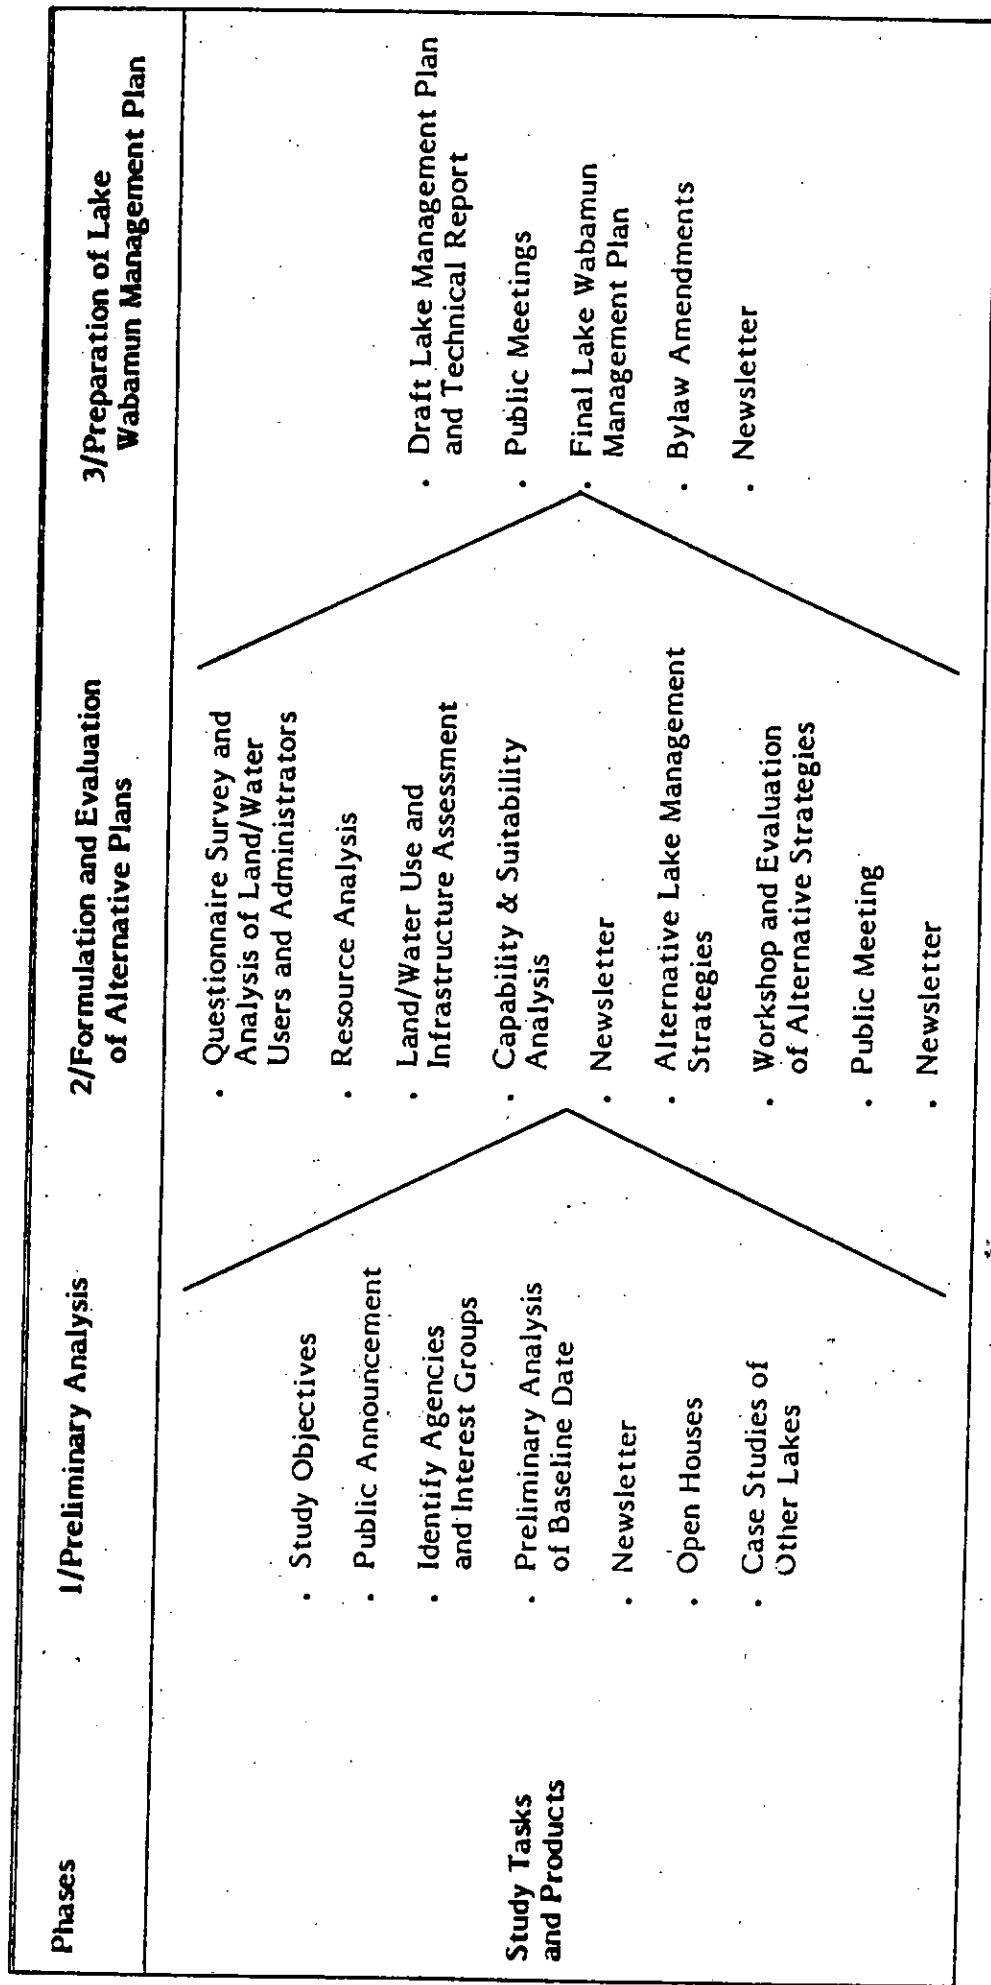 Phases
1/Preliminary Analysis
2/Formulation and Evaluation
of Alternative Plans
3/Preparation of Lake
Wabamun Management Plan
Study Tasks
and Products
• Study Objectives
• Public Announcement
• Identify Agencies
and Interest Groups
• Preliminary Analysis
of Baseline Date
• Newsletter
• Open Houses
• Case Studies of
Other Lakes
• Questionnaire Survey and
Analysis of Land/Water
Users and Administrators
• Resource Analysis
• Land/Water Use and
Infrastructure Assessment
• Capability & Suitability
Analysis
• Newsletter
• Alternative Lake Management
Strategies
• Workshop and Evaluation
of Alternative Strategies
• Public Meeting
• Newsletter
• Draft Lake Management Plan
and Technical Report
• Public Meetings
• Final Lake Wabamun
Management Plan
• Bylaw Amendments
• Newsletter